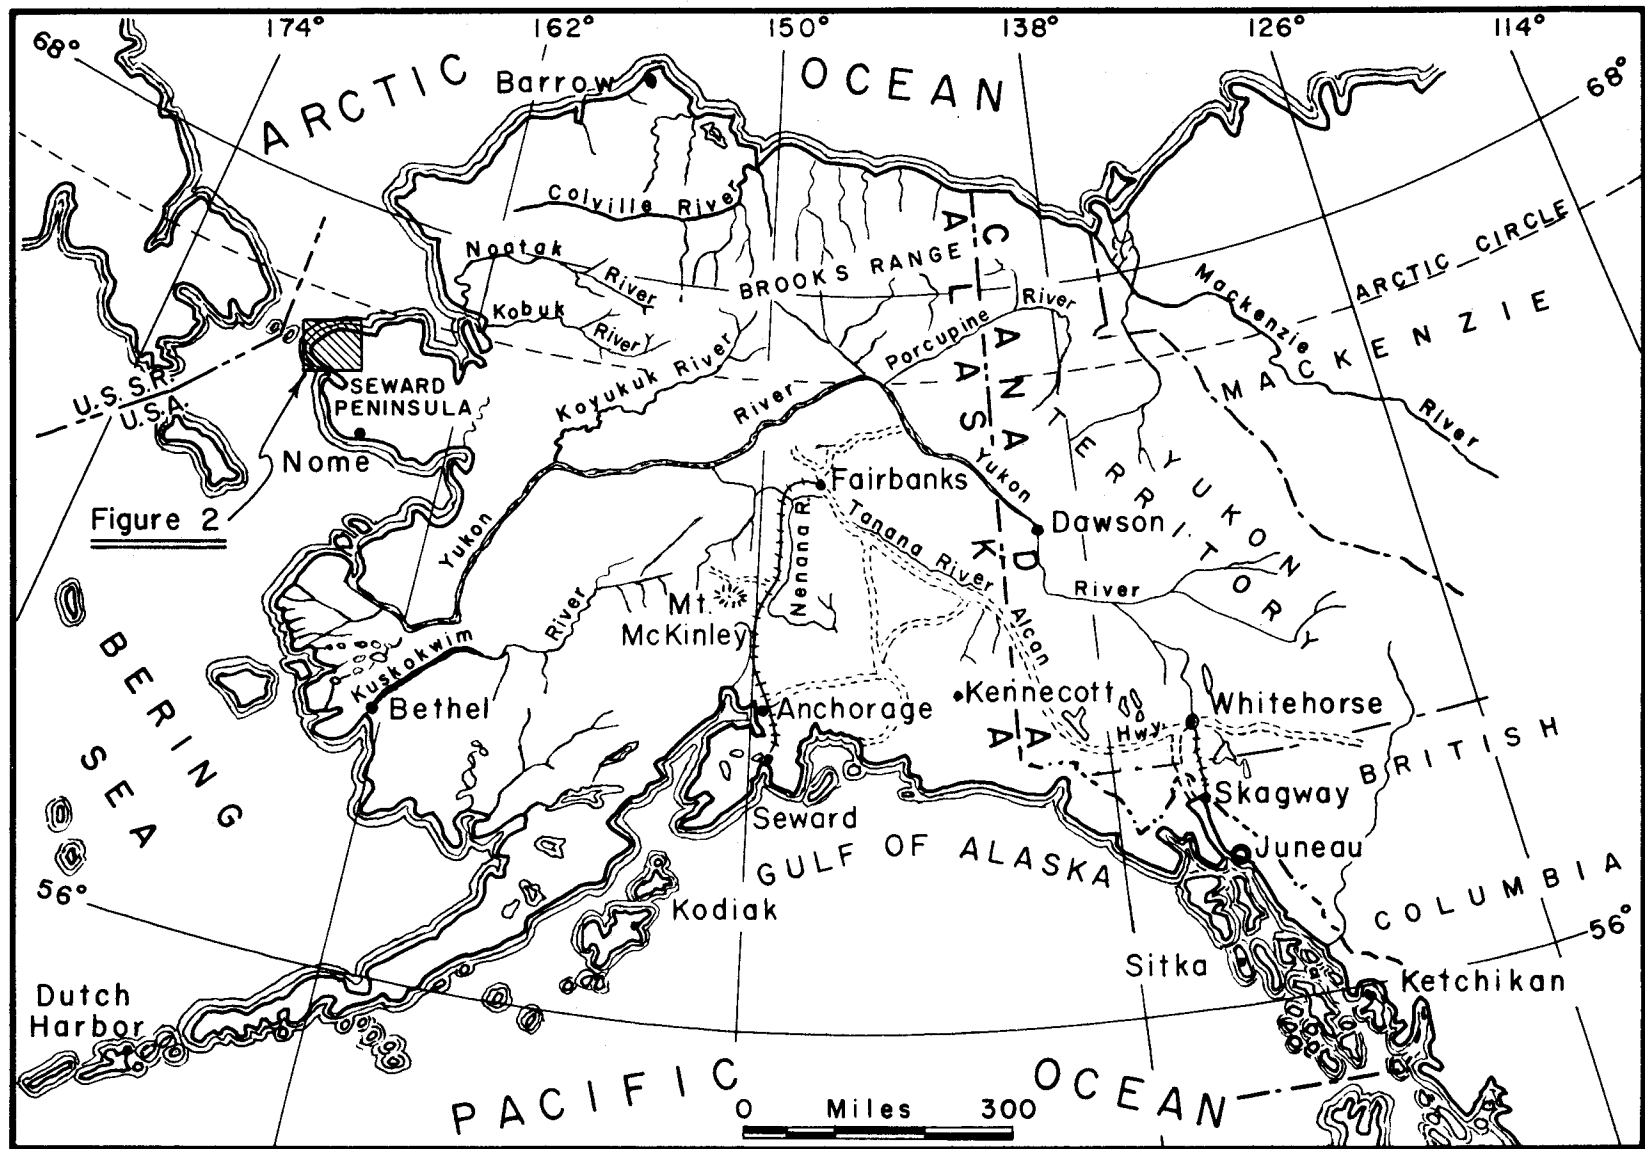 174° 162° 150° 138° 126° 114°
68°
68°
ARCTIC OCEAN
Barrow
Colville River
Noatak River
BROOKS RANGE
Kobuk River
Koyukuk River
Porcupine River
Mackenzie River
ARCTIC CIRCLE
MACKENZIE
U.S.S.R.
U.S.A.
SEWARD
PENINSULA
Nome
Figure 2
ALASKA
CANADA
YUKON
TERRITORY
Yukon River
Yukon
Fairbanks
Dawson
Tanana River
Nenana R.
River
Mt.
McKinley
Kuskokwim River
Bethel
Alcan
Hwy.
Kennecott
Anchorage
Whitehorse
BRITISH
COLUMBIA
BERING
SEA
Seward
Skagway
Juneau
GULF OF ALASKA
Kodiak
Sitka
Ketchikan
56°
56°
Dutch
Harbor
PACIFIC OCEAN
0 Miles 300